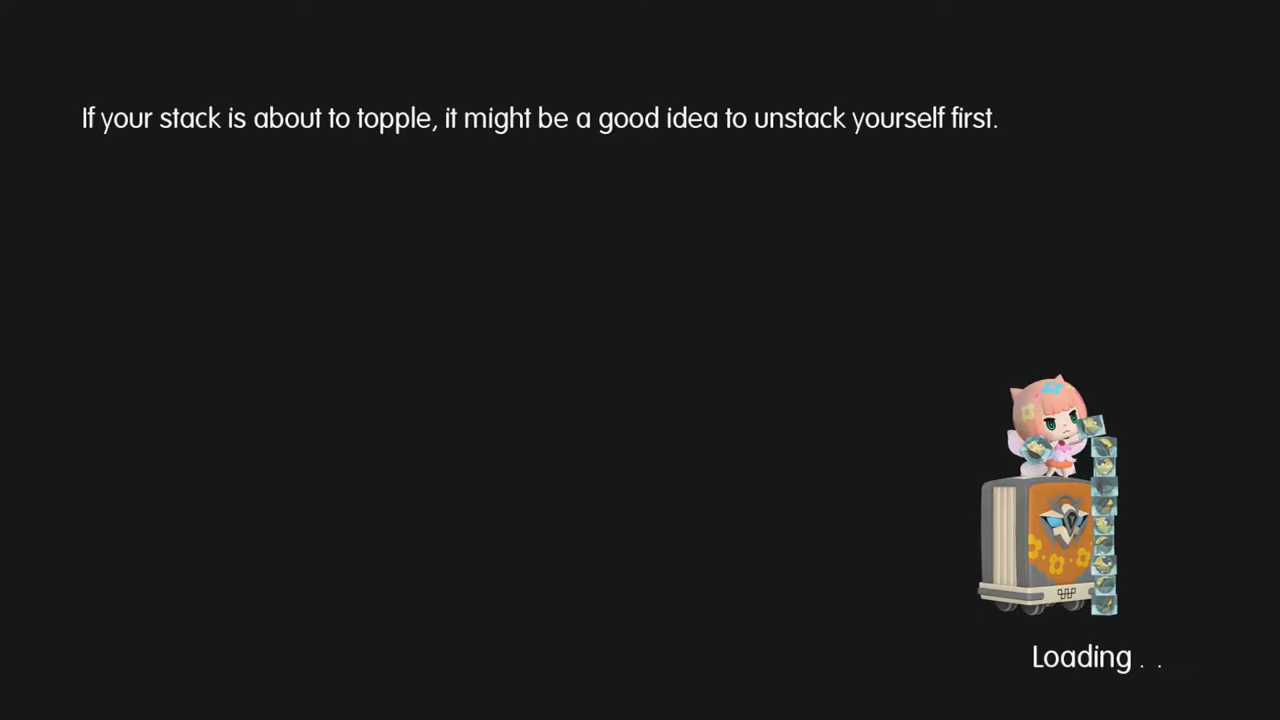 If your stack is about to topple, it might be a good idea to unstack yourself first.
Loading . .